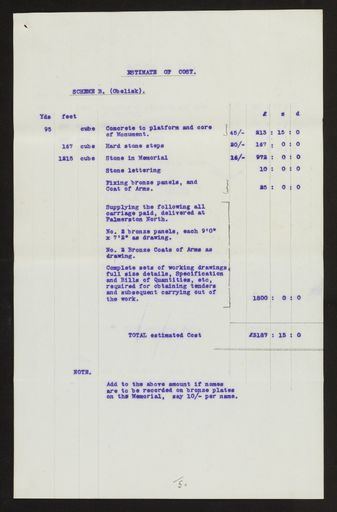 ESTIMATE OF COST.
SCHEME B. (Obelisk).
£ s d
Yds feet
95 cube Concrete to platform and core
of Monument. 45/- 213 : 15 : 0
167 cube Hard stone steps 20/- 167 : 0 : 0
1215 cube Stone in Memorial 16/- 972 : 0 : 0
Stone lettering 10 : 0 : 0
Fixing bronze panels, and
Coat of Arms. 25 : 0 : 0
Supplying the following all
carriage paid, delivered at
Palmerston North.
No. 2 bronze panels, each 9'0"
x 7'2" as drawing.
No. 2 Bronze Coats of Arms as
drawing.
Complete sets of working drawings,
full size details, Specification
and Bills of Quantities, etc,
required for obtaining tenders
and subsequent carrying out of
the work. 1800 : 0 : 0
TOTAL estimated Cost £3187 : 15 : 0
NOTE.
Add to the above amount if names
are to be recorded on bronze plates
on the Memorial, say 10/- per name.
5.